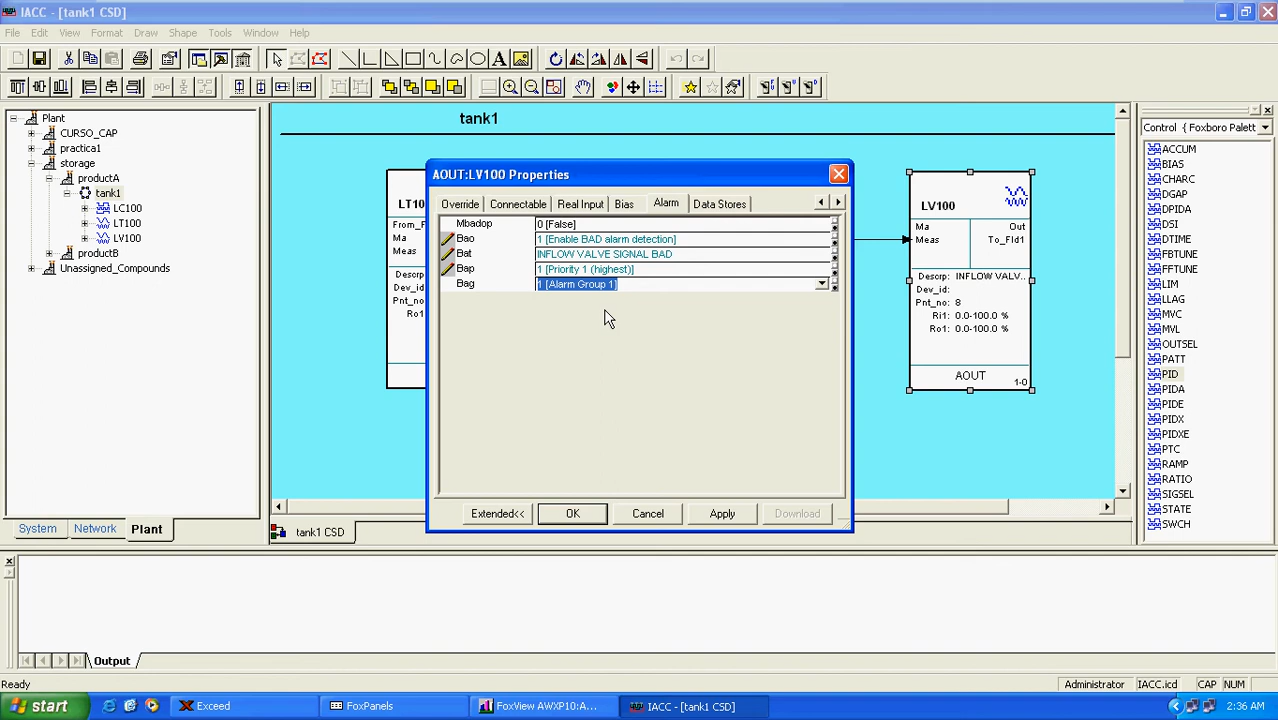 IACC - [tank1 CSD]
File Edit View Format Draw Shape Tools Window Help
Plant
CURSO_CAP
practica1
storage
productA
tank1
LC100
LT100
LV100
productB
Unassigned_Compounds
System Network Plant
tank1
LT10
From_F
Ma
Meas
Descrp:
Dev_id:
Pnt_no:
Ro1
AOUT:LV100 Properties
Override Connectable Real Input Bias Alarm Data Stores
Mbadop 0 [False]
Bao 1 [Enable BAD alarm detection]
Bat INFLOW VALVE SIGNAL BAD
Bap 1 [Priority 1 (highest)]
Bag 1 [Alarm Group 1]
Extended<< OK Cancel Apply Download
LV100
Ma Out
Meas To_Fld1
Descrp: INFLOW VALV...
Dev_id:
Pnt_no: 8
Ri1: 0.0-100.0 %
Ro1: 0.0-100.0 %
AOUT 1-0
tank1 CSD
Control { Foxboro Palett
ACCUM
BIAS
CHARC
DGAP
DPIDA
DSI
DTIME
FBTUNE
FFTUNE
LIM
LLAG
MVC
MVL
OUTSEL
PATT
PID
PIDA
PIDE
PIDX
PIDXE
PTC
RAMP
RATIO
SIGSEL
STATE
SWCH
Output
Ready Administrator IACC.icd CAP NUM
start Exceed FoxPanels FoxView AWXP10:A... IACC - [tank1 CSD] 2:36 AM